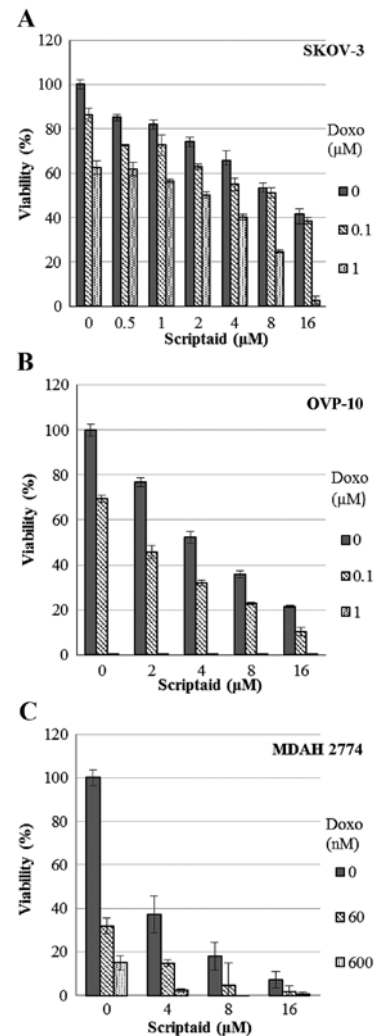 A
SKOV-3
120
100
80
60
40
20
0
Viability (%)
Doxo
(μM)
0
0.1
1
0 0.5 1 2 4 8 16
Scriptaid (μM)
B
OVP-10
120
100
80
60
40
20
0
Viability (%)
Doxo
(μM)
0
0.1
1
0 2 4 8 16
Scriptaid (μM)
C
MDAH 2774
120
100
80
60
40
20
0
Viability (%)
Doxo
(nM)
0
60
600
0 4 8 16
Scriptaid (μM)